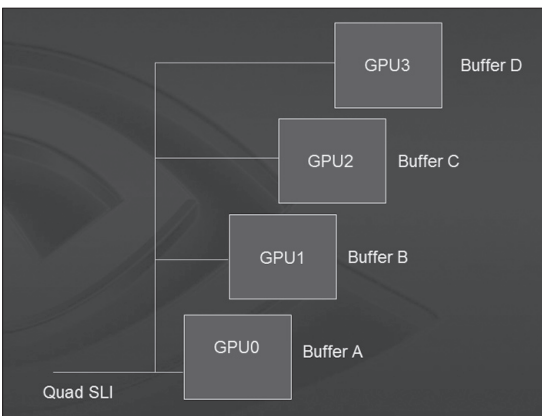 GPU3 Buffer D
GPU2 Buffer C
GPU1 Buffer B
GPU0 Buffer A
Quad SLI